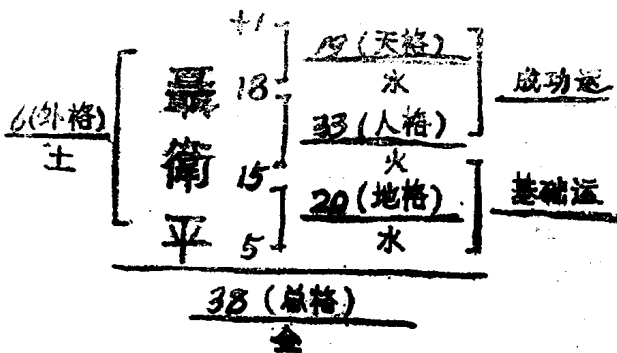 +1
19(天格)
水
成功运
聶 18
6(外格)
土
33(人格)
火
衛 15
20(地格)
水
基础运
平 5
38(总格)
金